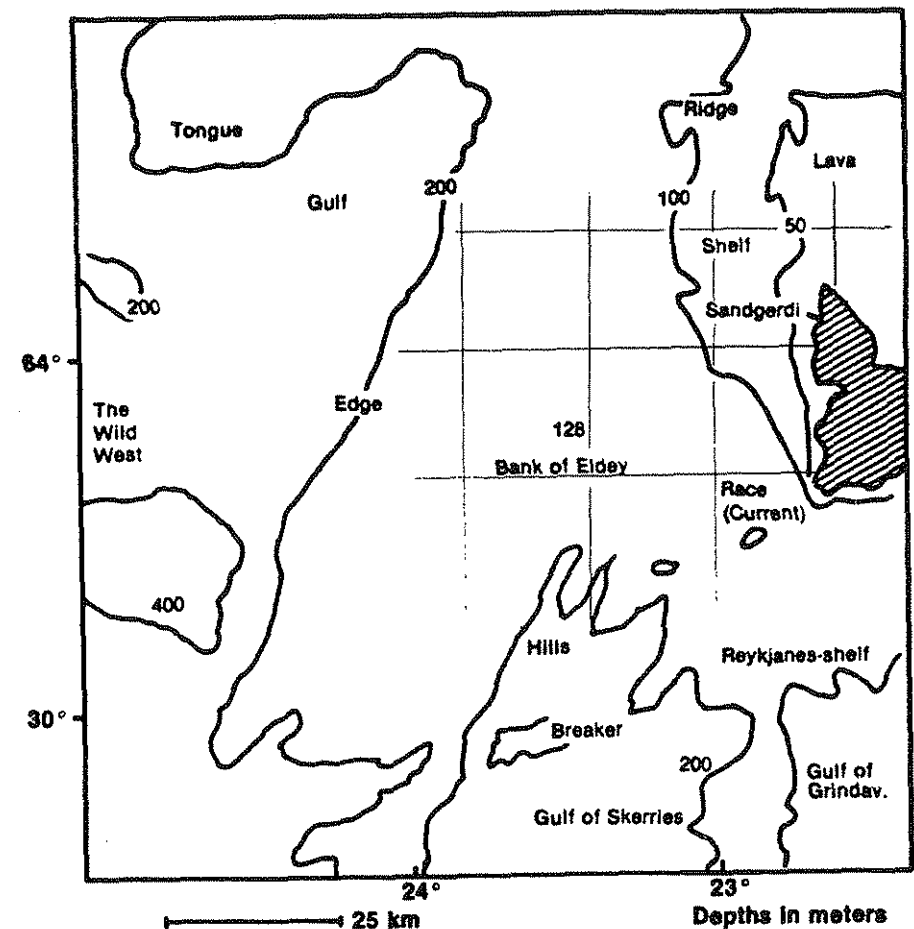 Ridge
Tongue
Lava
200
Gulf
100
50
Shelf
200
Sandgerdi
64°
Edge
The
Wild
West
128
Bank of Eldey
Race
(Current)
400
Hills
Reykjanes-shelf
30°
Breaker
200
Gulf of
Grindav.
Gulf of Skerries
24°
23°
25 km
Depths in meters